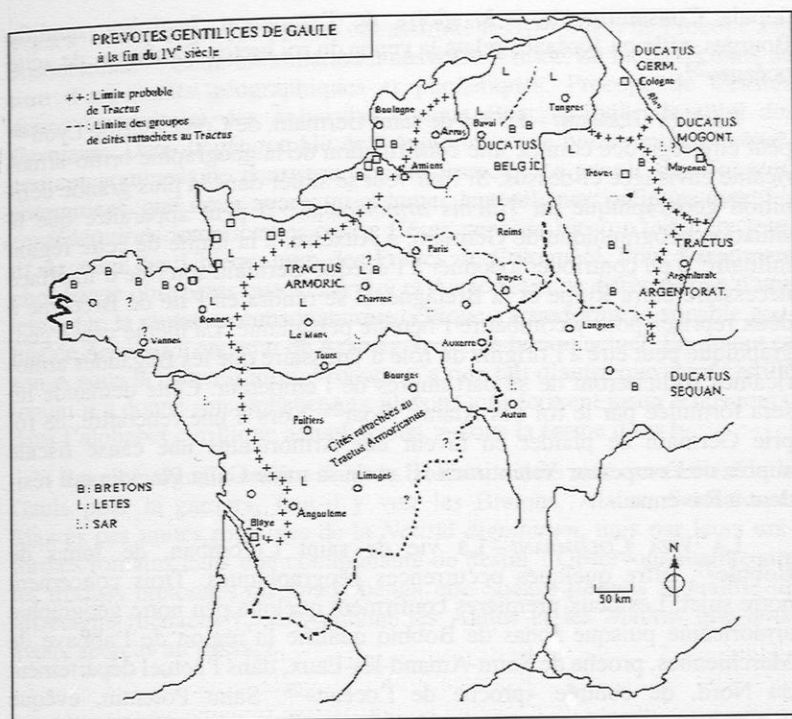 PREVOTES GENTILICES DE GAULE
à la fin du IVe siècle
++ : Limite probable
de Tractus
: Limite des groupes
de cités rattachées au Tractus
DUCATUS
GERM.
Cologne
Rhin
DUCATUS
MOGONT.
Mayence
Trèves
Boulogne
Arras
Bavai
Tongres
L
L
L
B
B
B
B
B
Amiens
DUCATUS
BELGIC.
Reims
Paris
TRACTUS
ARMORIC.
Chartres
Troyes
B
L
TRACTUS
Argentorate
ARGENTORAT.
B
B
B
B
B
B
L
Rennes
Le Mans
L
Vannes
?
Tours
Auxerre
Langres
Bourges
Autun
DUCATUS
SEQUAN.
B
B
Poitiers
L
Cités rattachées au
Tractus Armoricanus
Limoges
Angoulême
Blaye
?
B : BRETONS
L : LETES
: SAR
N
50 km